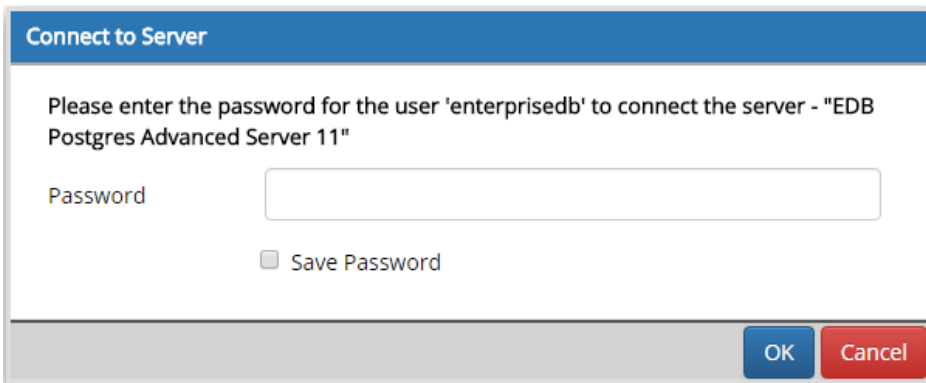 Connect to Server
Please enter the password for the user 'enterprisedb' to connect the server - "EDB
Postgres Advanced Server 11"
Password
Save Password
OK Cancel